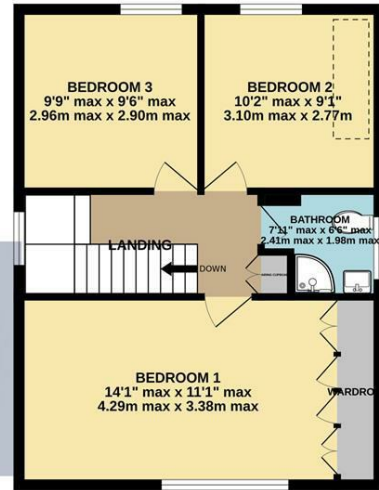 BEDROOM 3
9'9" max x 9'6" max
2.96m max x 2.90m max
BEDROOM 2
10'2" max x 9'1"
3.10m max x 2.77m
BATHROOM
7'11" max x 6'6" max
2.41m max x 1.98m max
LANDING
DOWN
BEDROOM 1
14'1" max x 11'1" max
4.29m max x 3.38m max
WARDRO